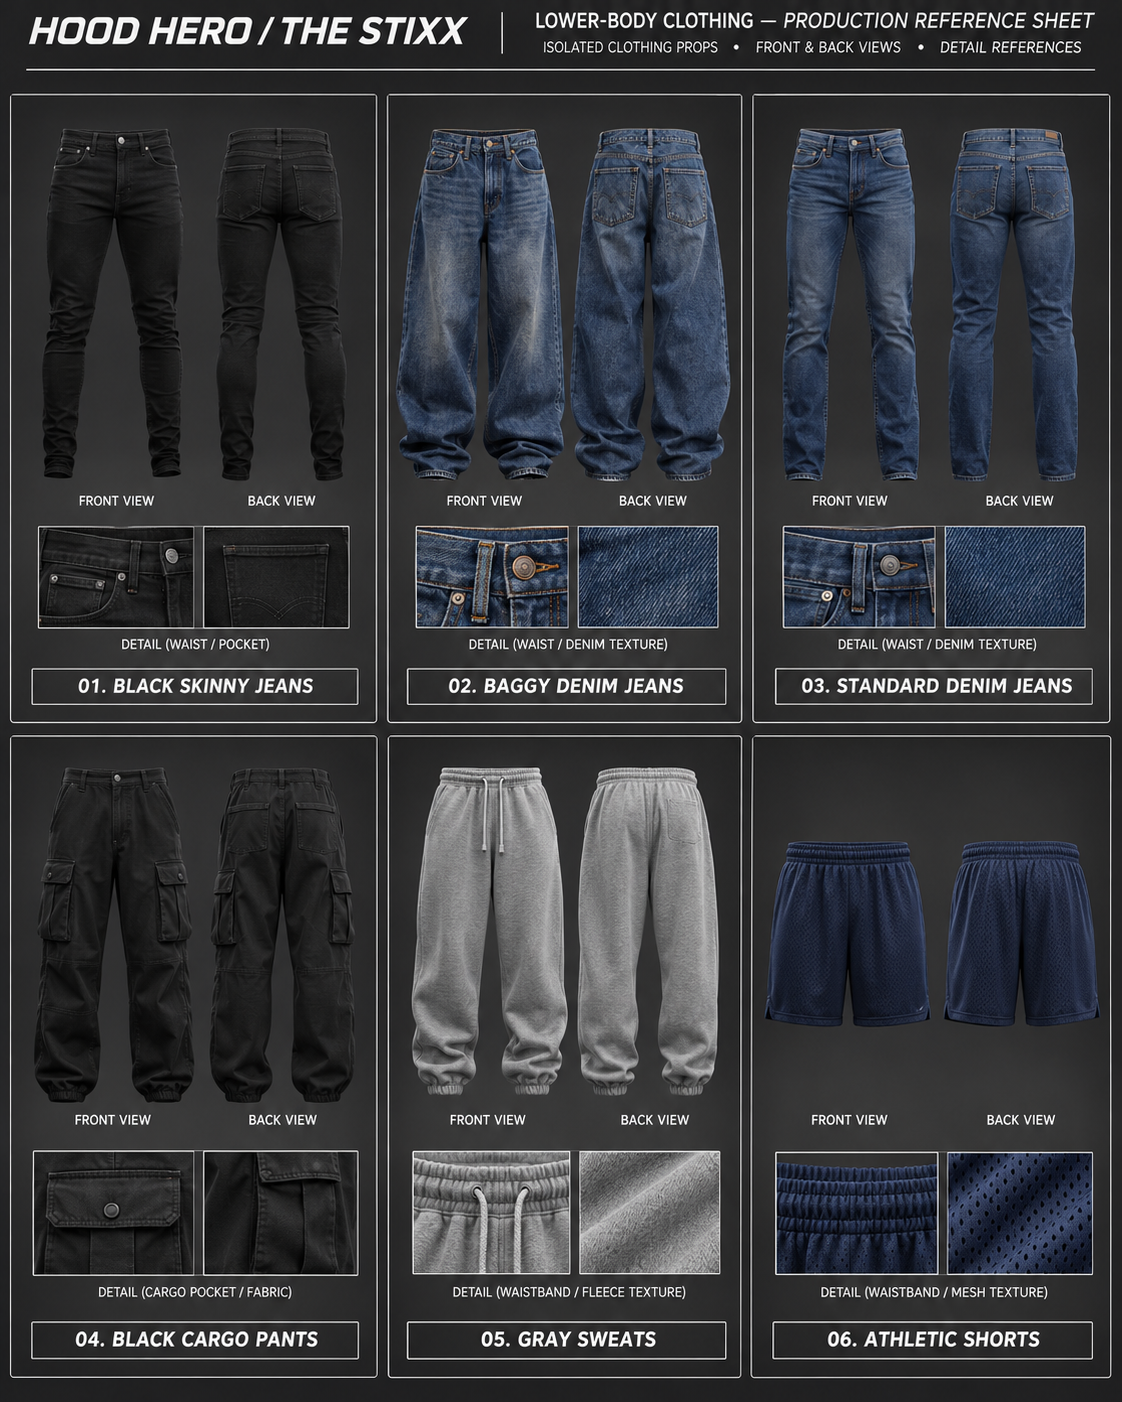 HOOD HERO / THE STIXX
LOWER-BODY CLOTHING — PRODUCTION REFERENCE SHEET
ISOLATED CLOTHING PROPS • FRONT & BACK VIEWS • DETAIL REFERENCES
FRONT VIEW BACK VIEW
DETAIL (WAIST / POCKET)
01. BLACK SKINNY JEANS
FRONT VIEW BACK VIEW
DETAIL (WAIST / DENIM TEXTURE)
02. BAGGY DENIM JEANS
FRONT VIEW BACK VIEW
DETAIL (WAIST / DENIM TEXTURE)
03. STANDARD DENIM JEANS
FRONT VIEW BACK VIEW
DETAIL (CARGO POCKET / FABRIC)
04. BLACK CARGO PANTS
FRONT VIEW BACK VIEW
DETAIL (WAISTBAND / FLEECE TEXTURE)
05. GRAY SWEATS
FRONT VIEW BACK VIEW
DETAIL (WAISTBAND / MESH TEXTURE)
06. ATHLETIC SHORTS